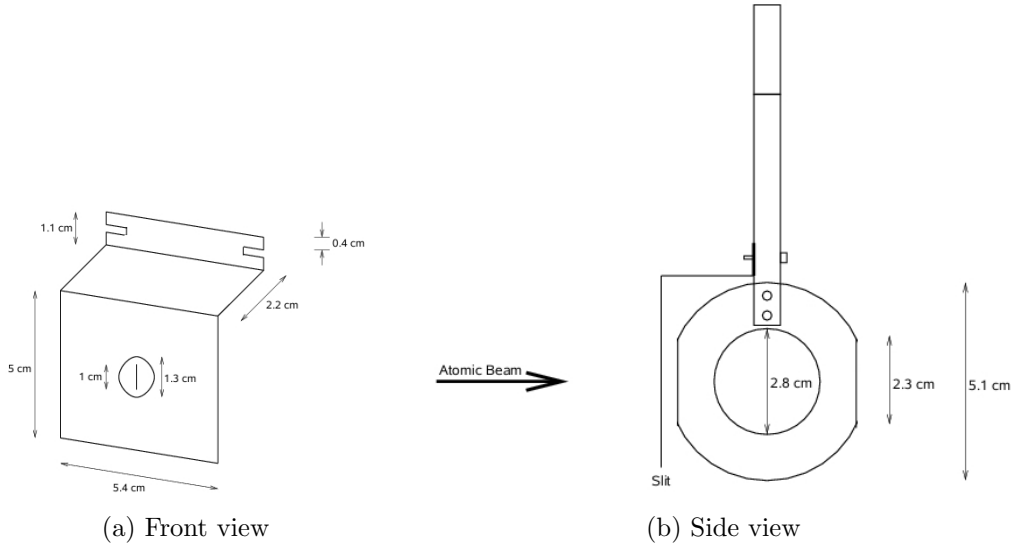 1.1 cm
0.4 cm
2.2 cm
5 cm
1 cm
1.3 cm
5.4 cm
(a) Front view
Atomic Beam
2.8 cm
2.3 cm
5.1 cm
Slit
(b) Side view